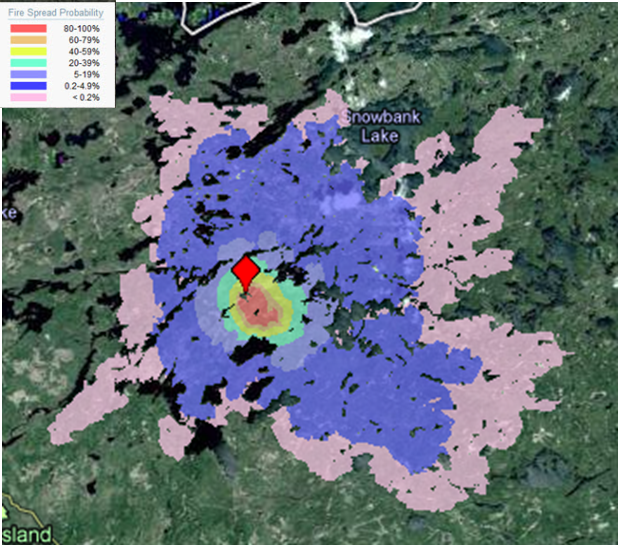 Fire Spread Probability
80-100%
60-79%
40-59%
20-39%
5-19%
0.2-4.9%
< 0.2%
Snowbank
Lake
ke
sland